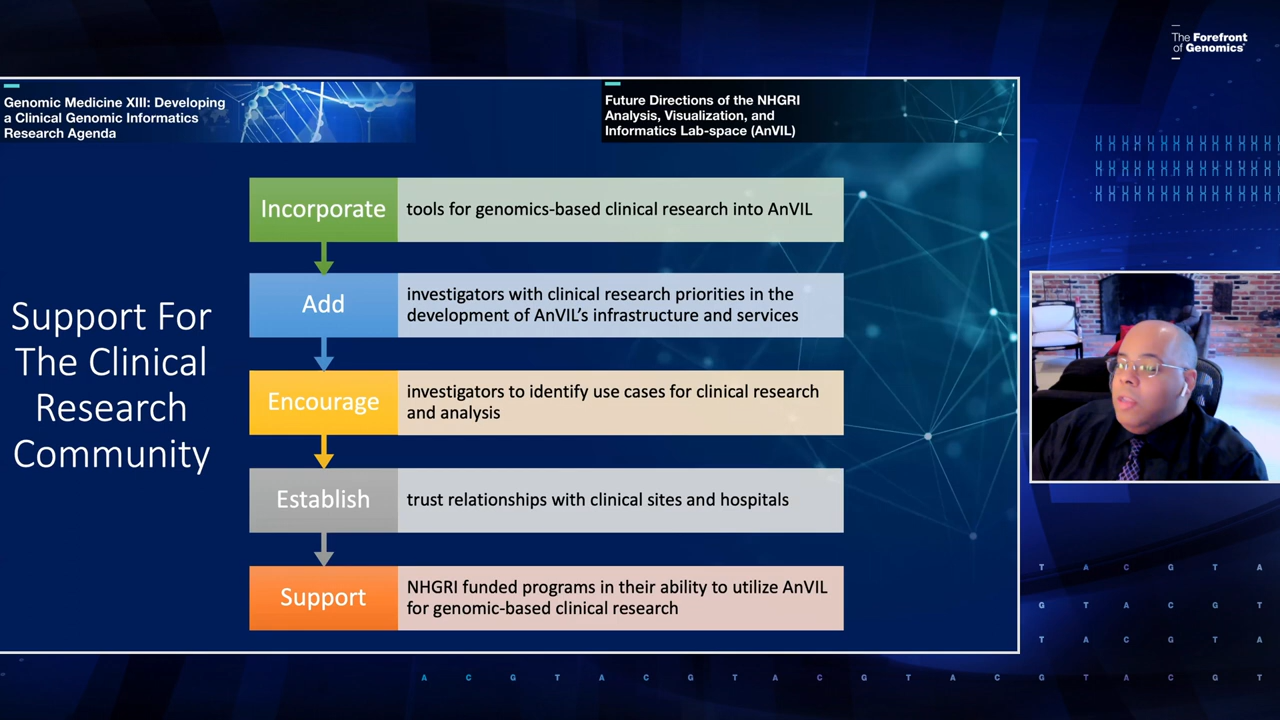 The Forefront
of Genomics
Genomic Medicine XIII: Developing
a Clinical Genomic Informatics
Research Agenda
Future Directions of the NHGRI
Analysis, Visualization, and
Informatics Lab-space (AnVIL)
Support For
The Clinical
Research
Community
Incorporate
tools for genomics-based clinical research into AnVIL
Add
investigators with clinical research priorities in the
development of AnVIL’s infrastructure and services
Encourage
investigators to identify use cases for clinical research
and analysis
Establish
trust relationships with clinical sites and hospitals
Support
NHGRI funded programs in their ability to utilize AnVIL
for genomic-based clinical research
T A C G T A
G T A C G T
T A C G T A
A C G T A C G T A C G T A C G T A C G T